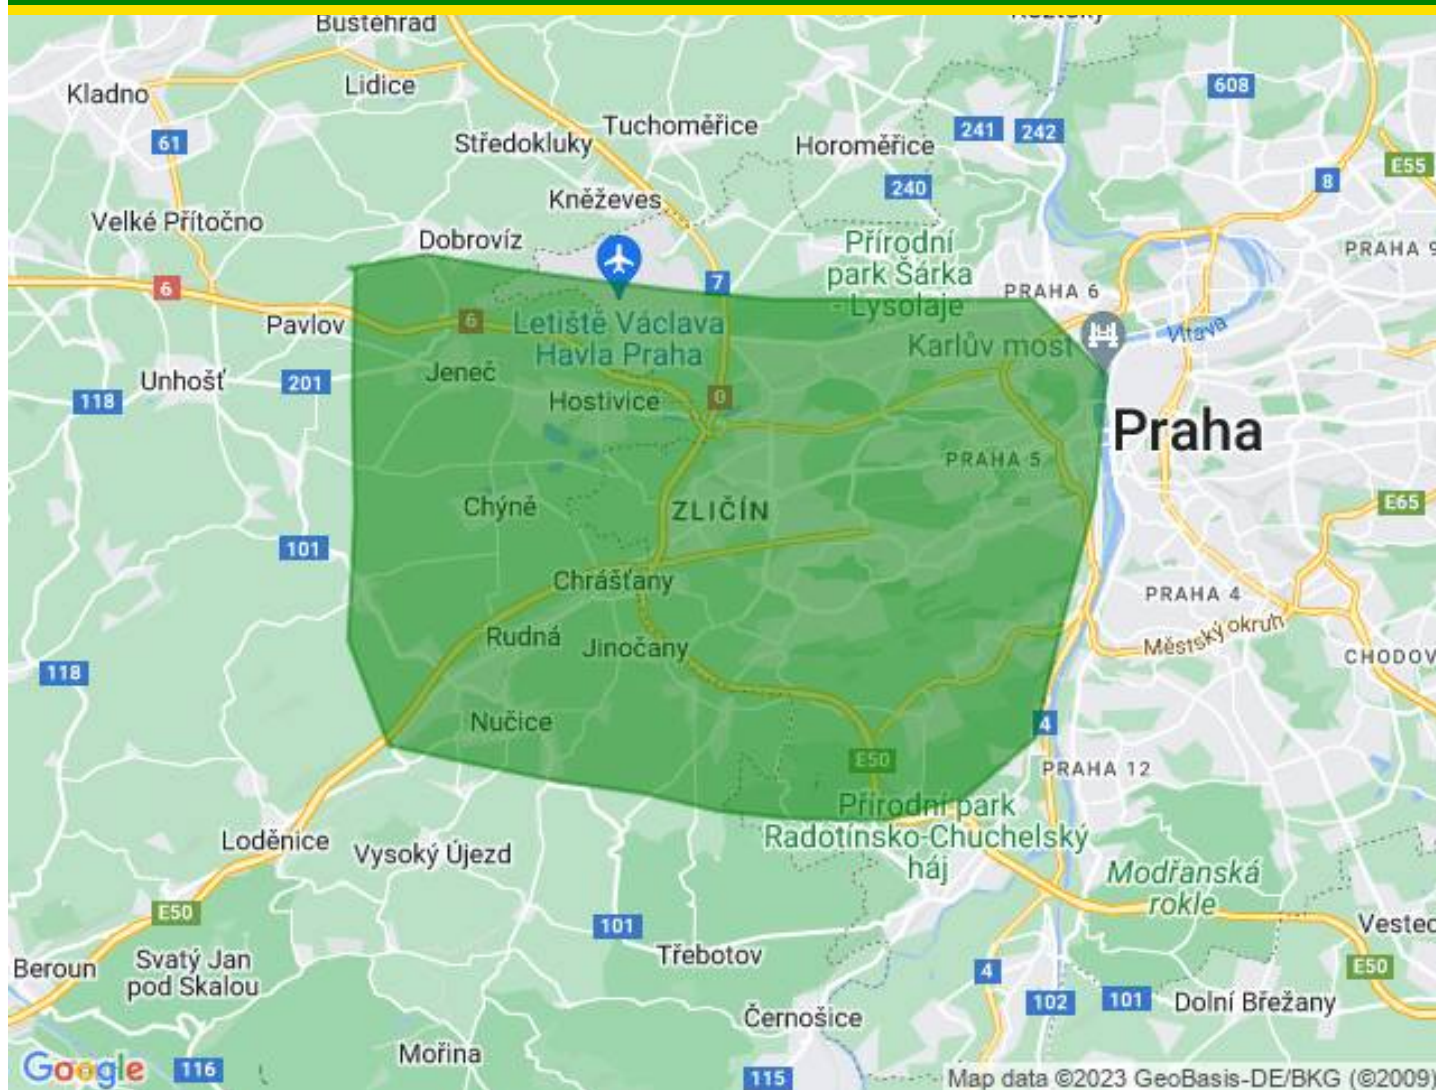 Buštěhrad
Kladno
Lidice
608
61
Středokluky
Tuchoměřice
Horoměřice
241
242
E55
240
8
Kněževes
Velké Přítočno
Dobrovíz
Přírodní
park Šárka
- Lysolaje
PRAHA 9
PRAHA 6
6
7
Pavlov
6
Letiště Václava
Havla Praha
Karlův most
Vltava
Unhošť
201
Jeneč
118
Hostivice
0
Praha
PRAHA 5
Chýně
ZLIČÍN
E65
101
Chrášťany
PRAHA 4
Rudná
Jinočany
Městský okruh
CHODOV
118
Nučice
4
E50
PRAHA 12
Přírodní park
Radotínsko-Chuchelský
háj
Loděnice
Vysoký Újezd
Modřanská
rokle
E50
101
Vestec
Třebotov
Beroun
Svatý Jan
pod Skalou
4
E50
102
101
Dolní Břežany
Černošice
Mořina
Google
116
115
Map data ©2023 GeoBasis-DE/BKG (©2009)